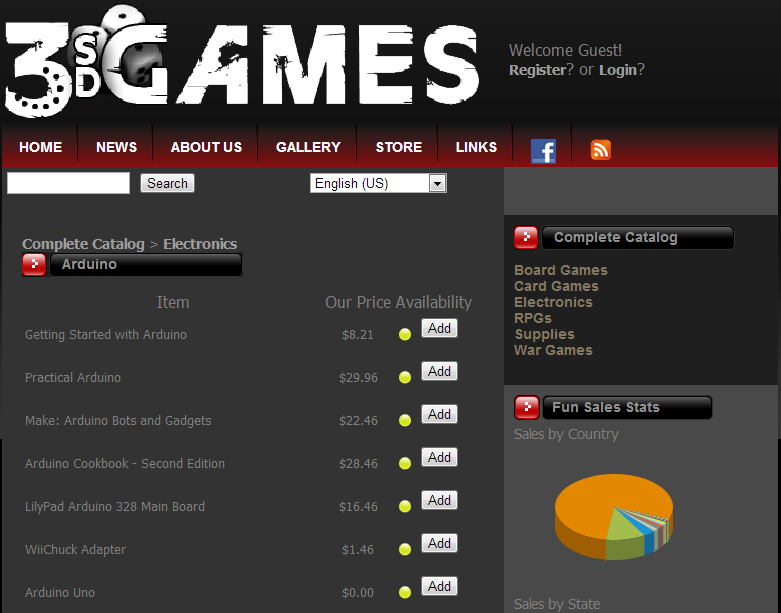 3SD GAMES
Welcome Guest!
Register? or Login?
HOME NEWS ABOUT US GALLERY STORE LINKS f
Search English (US)
Complete Catalog > Electronics
Arduino
Item Our Price Availability
Getting Started with Arduino $8.21 Add
Practical Arduino $29.96 Add
Make: Arduino Bots and Gadgets $22.46 Add
Arduino Cookbook - Second Edition $28.46 Add
LilyPad Arduino 328 Main Board $16.46 Add
WiiChuck Adapter $1.46 Add
Arduino Uno $0.00 Add
Complete Catalog
Board Games
Card Games
Electronics
RPGs
Supplies
War Games
Fun Sales Stats
Sales by Country
Sales by State